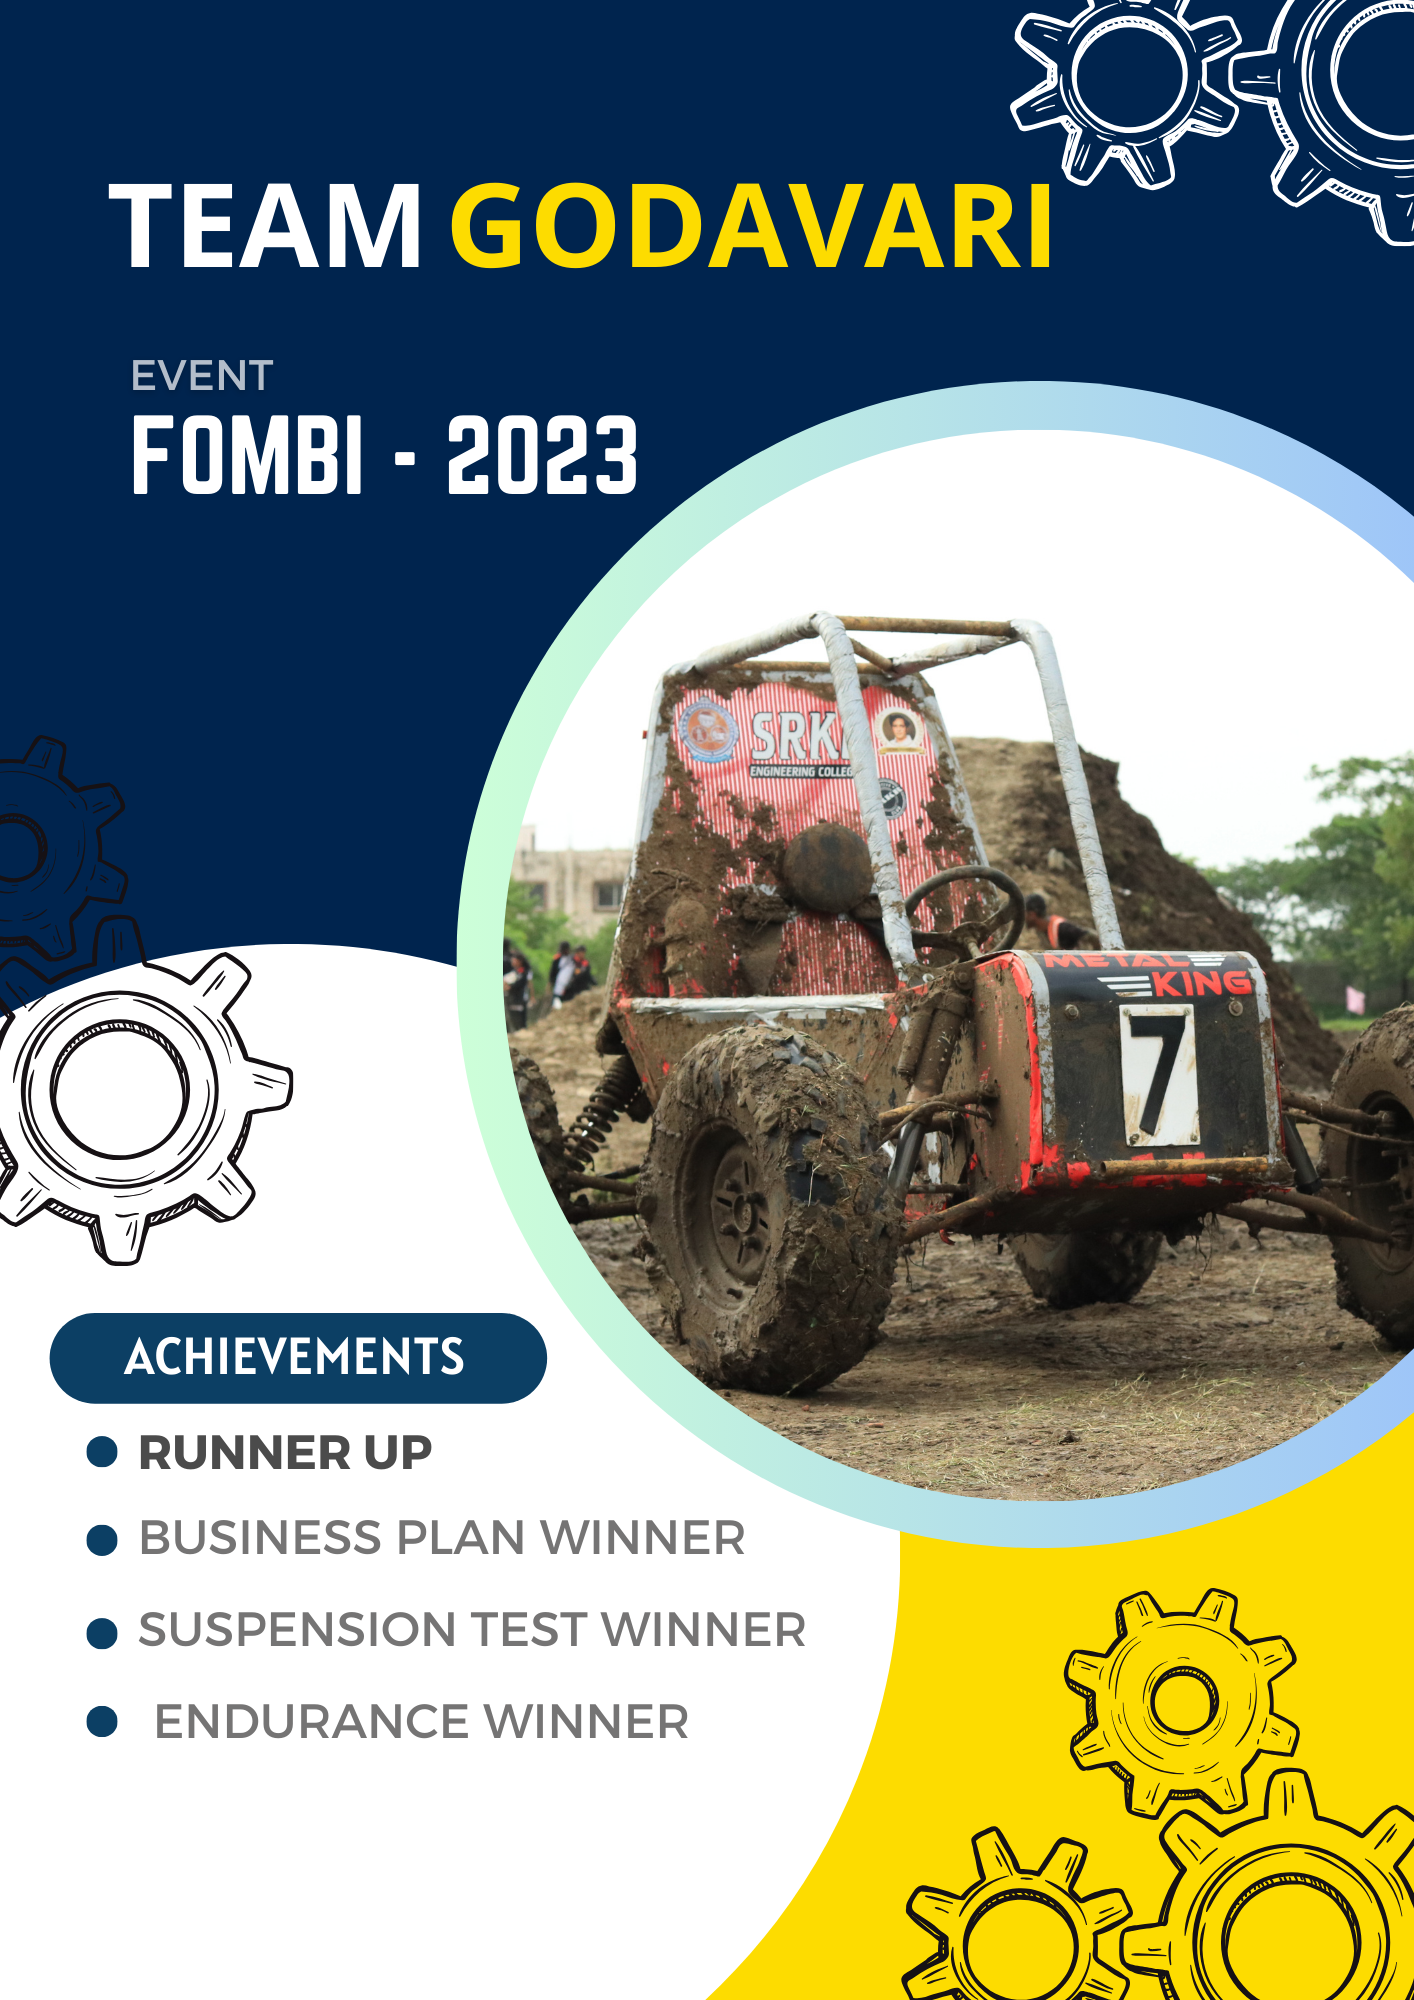 TEAM GODAVARI
EVENT
FOMBI - 2023
SRK
ENGINEERING COLLEG
METAL
KING
7
ACHIEVEMENTS
RUNNER UP
BUSINESS PLAN WINNER
SUSPENSION TEST WINNER
ENDURANCE WINNER